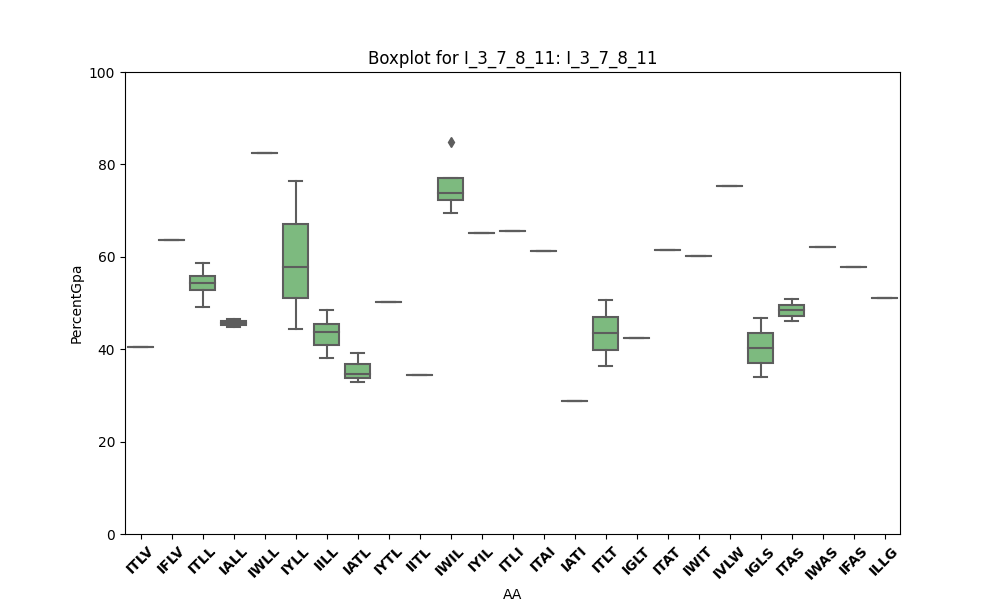 Boxplot for I_3_7_8_11: I_3_7_8_11
PercentGpa
100
80
60
40
20
0
ITLV IFLV ITLL IALL IWLL IYLL IILL IATL IYTL IITL IWIL IYIL ITLI ITAI IATI ITLT IGLT ITAT IWIT IVLW IGLS ITAS IWAS IFAS ILLG
AA